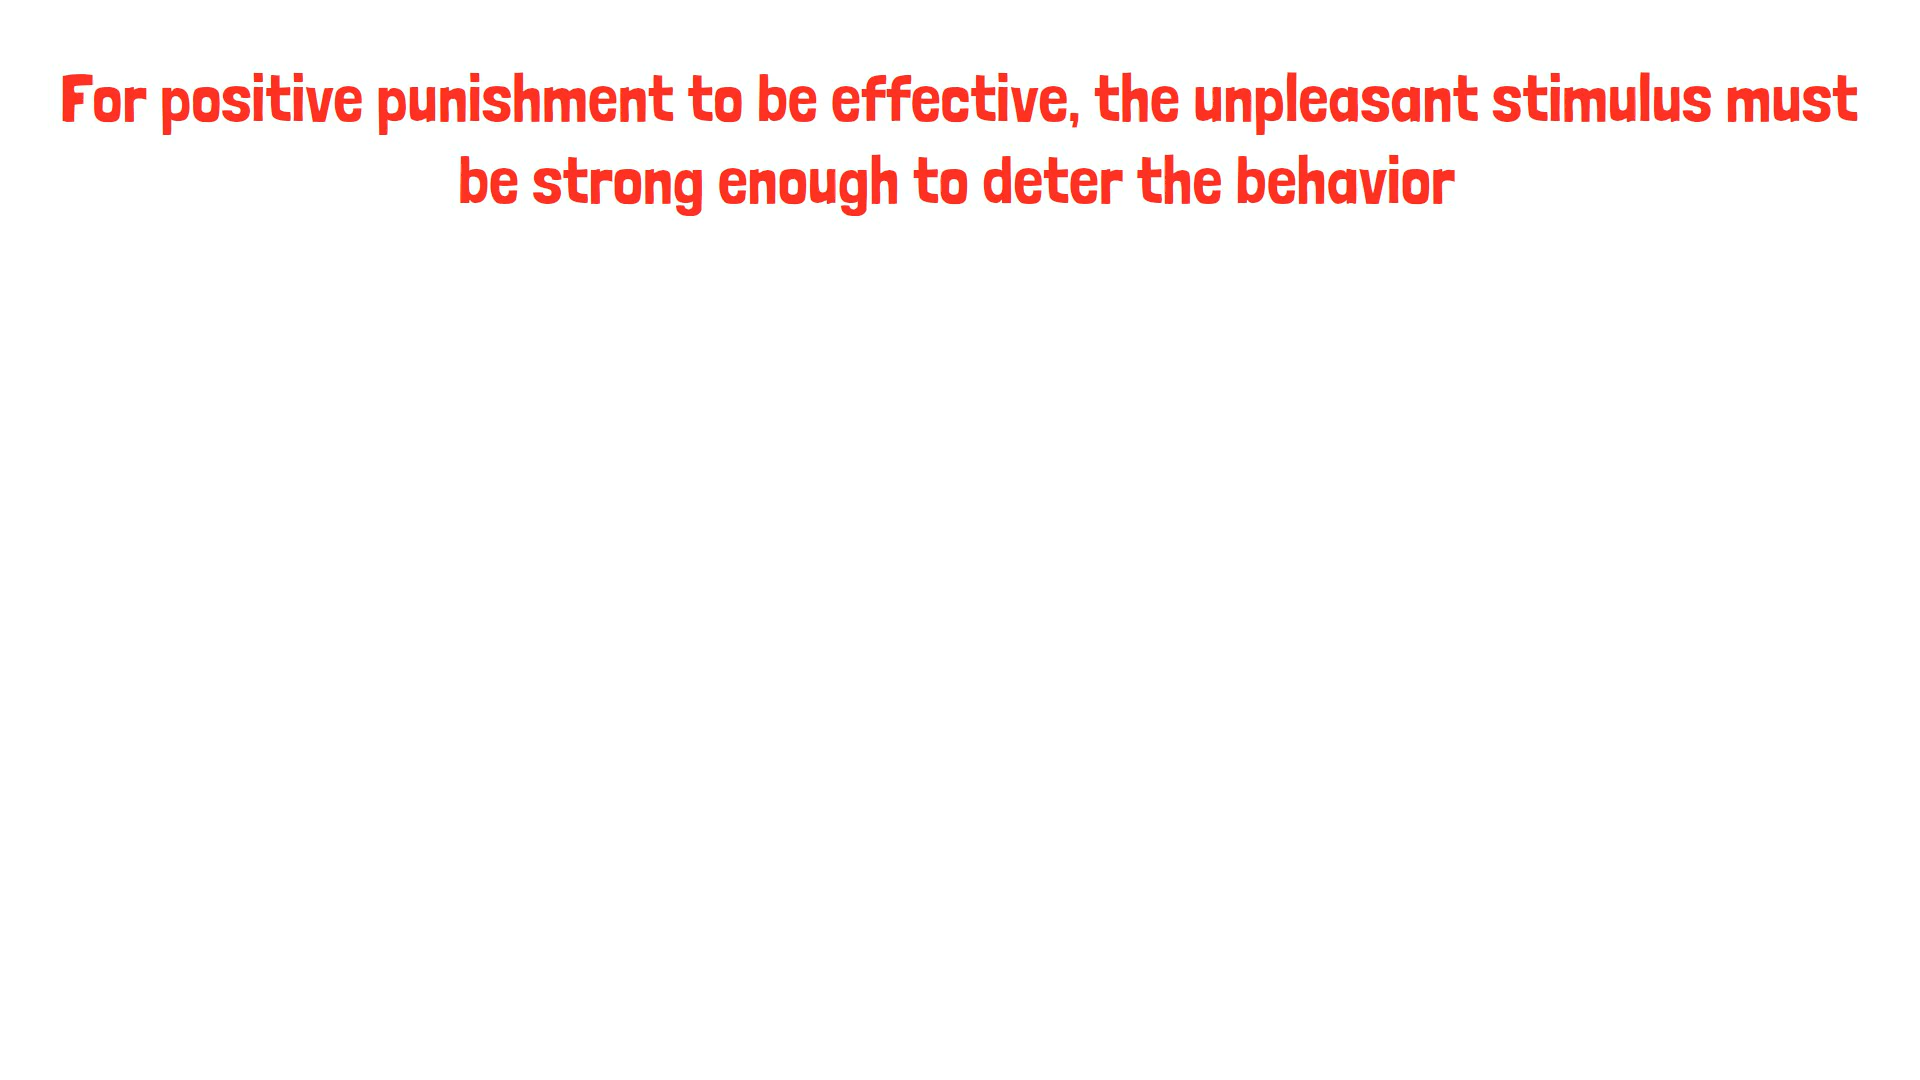 For positive punishment to be effective, the unpleasant stimulus must
be strong enough to deter the behavior